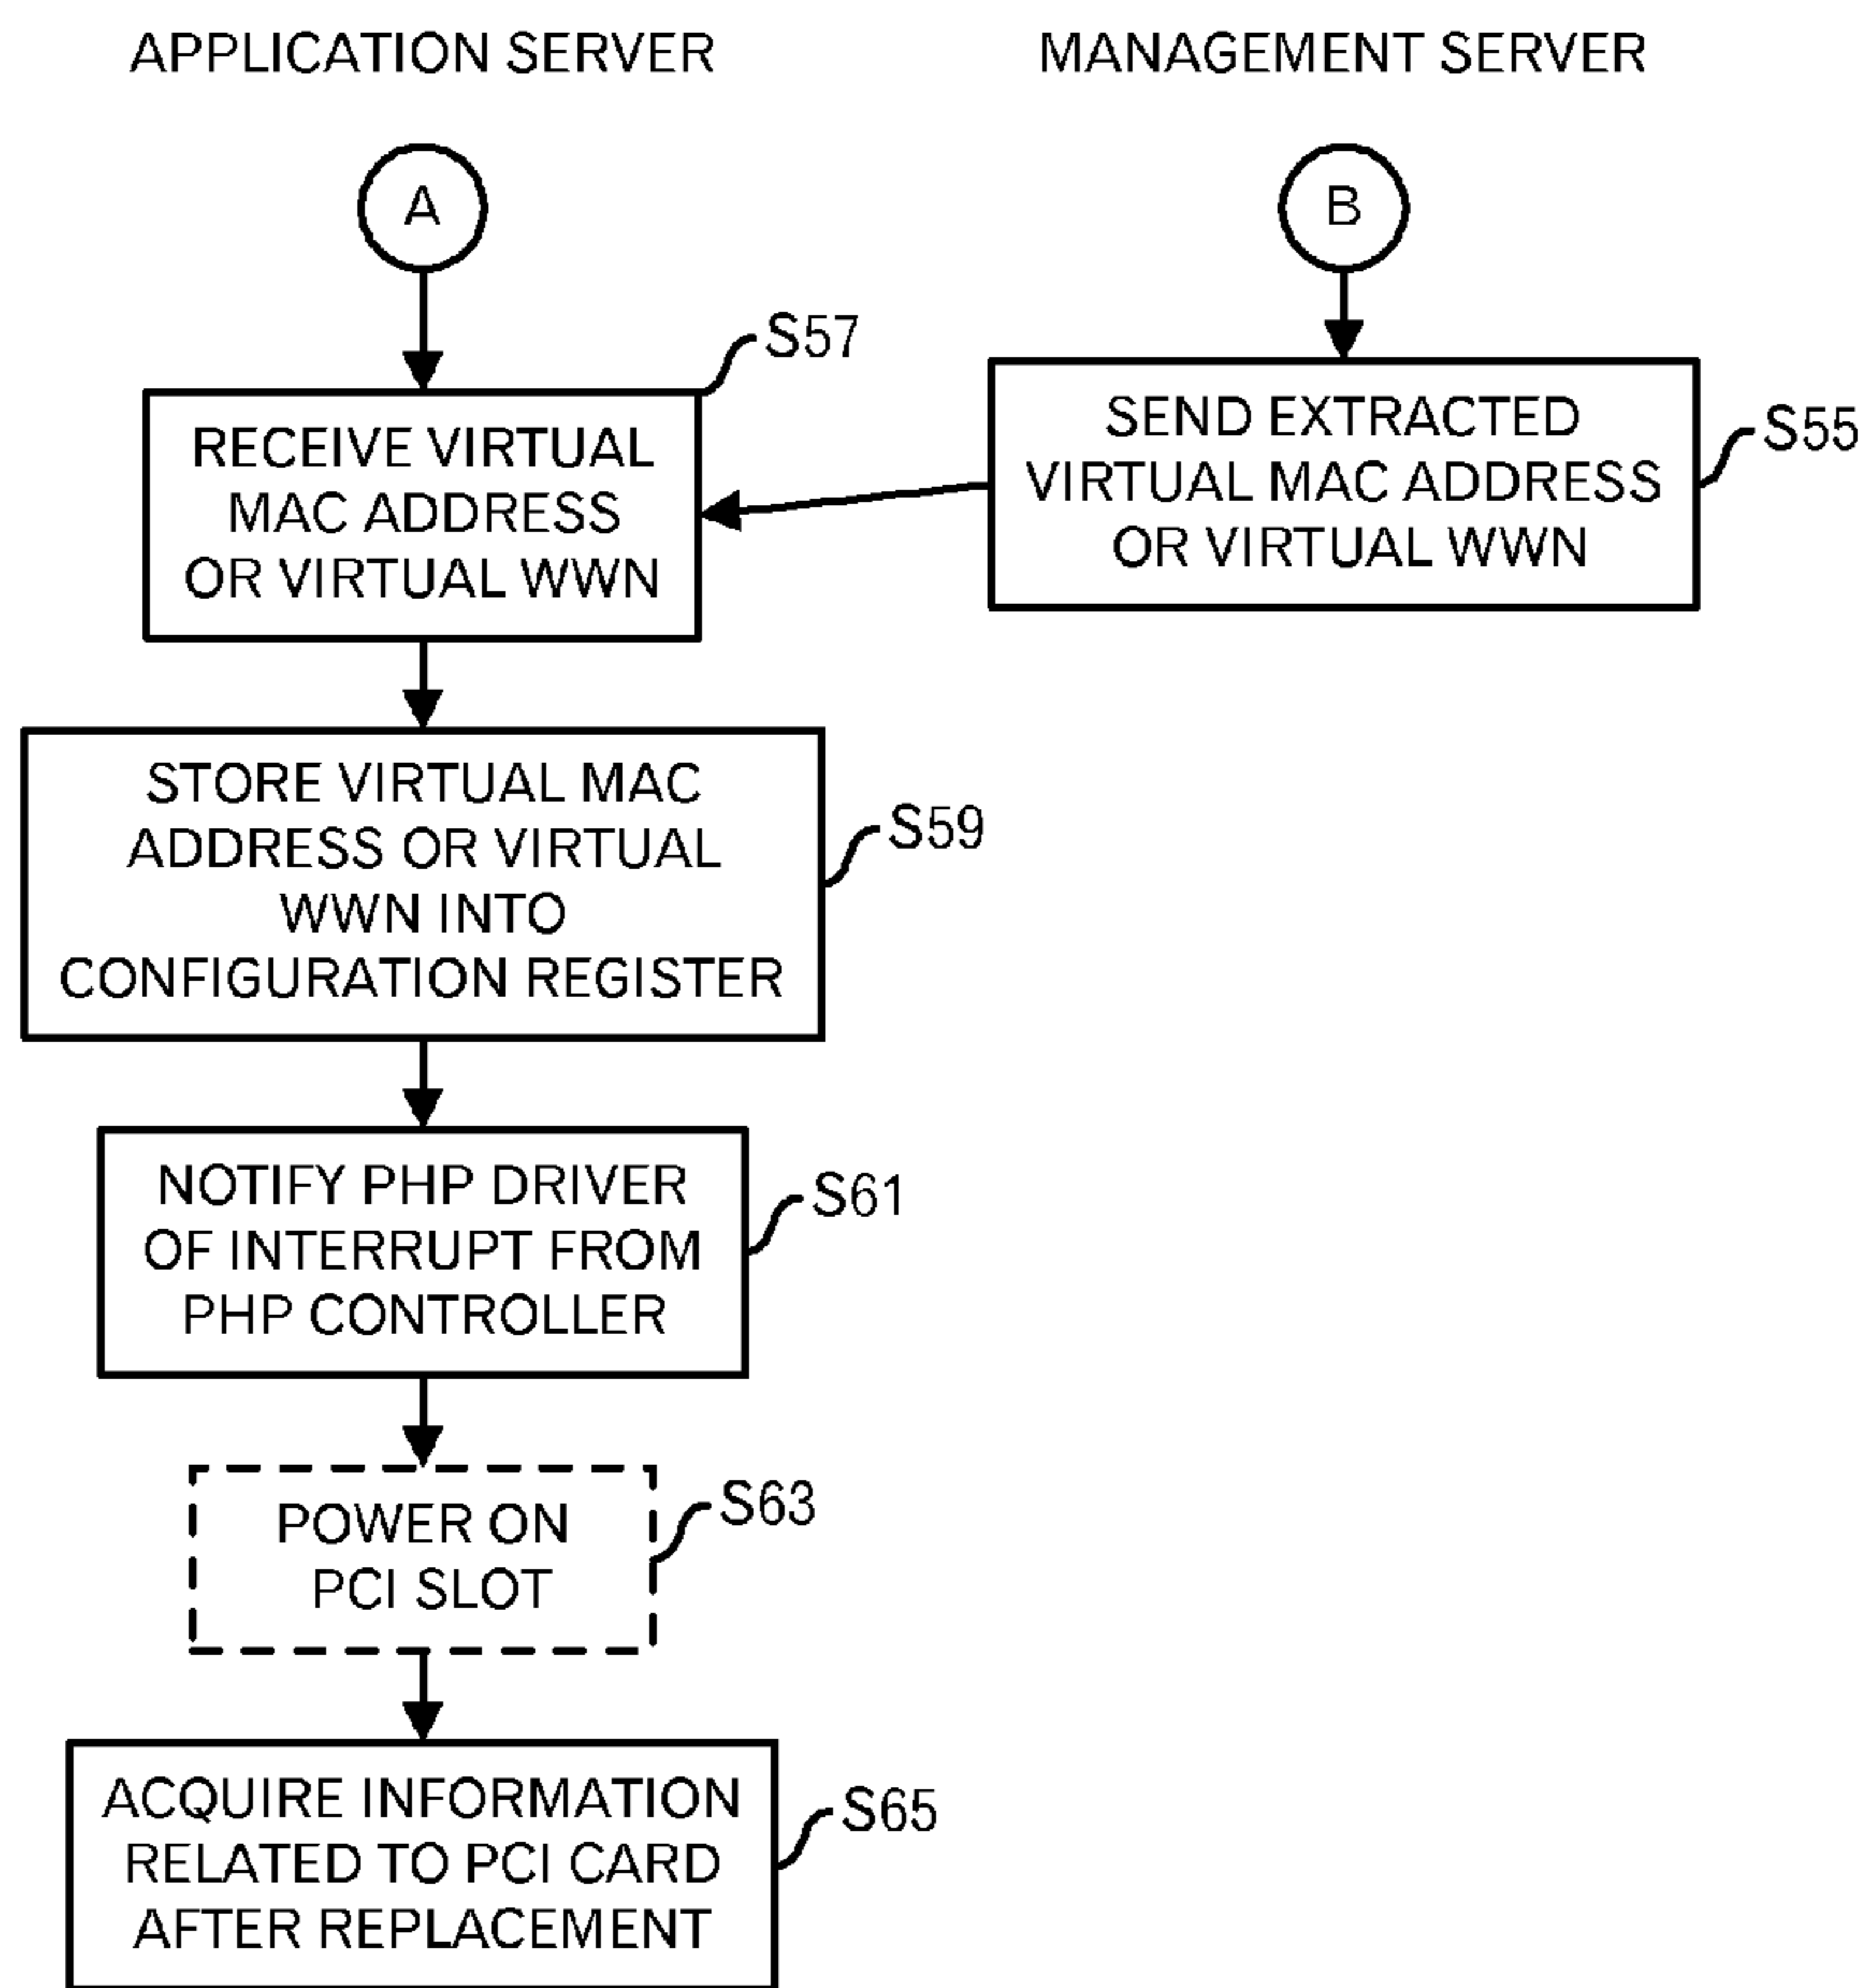 APPLICATION SERVER
MANAGEMENT SERVER
A
B
S57
RECEIVE VIRTUAL
MAC ADDRESS
OR VIRTUAL WWN
SEND EXTRACTED
VIRTUAL MAC ADDRESS
OR VIRTUAL WWN
S55
STORE VIRTUAL MAC
ADDRESS OR VIRTUAL
WWN INTO
CONFIGURATION REGISTER
S59
NOTIFY PHP DRIVER
OF INTERRUPT FROM
PHP CONTROLLER
S61
POWER ON
PCI SLOT
S63
ACQUIRE INFORMATION
RELATED TO PCI CARD
AFTER REPLACEMENT
S65